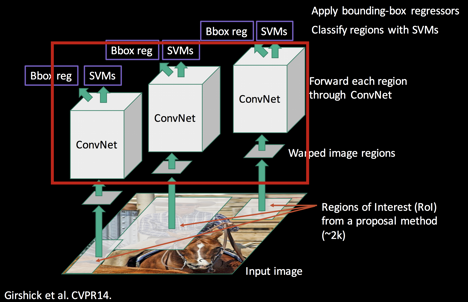 Apply bounding-box regressors
Bbox reg SVMs
Classify regions with SVMs
Bbox reg SVMs
Bbox reg SVMs
Forward each region
through ConvNet
ConvNet
ConvNet
ConvNet
Warped image regions
Regions of Interest (RoI)
from a proposal method
(~2k)
Input image
Girshick et al. CVPR14.